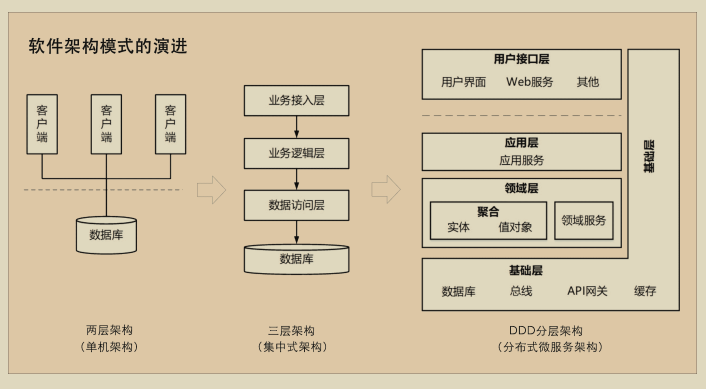 软件架构模式的演进
客户端
客户端
客户端
数据库
两层架构
（单机架构）
业务接入层
业务逻辑层
数据访问层
数据库
三层架构
（集中式架构）
用户接口层
用户界面 Web服务 其他
应用层
应用服务
领域层
聚合
实体 值对象
领域服务
基础层
基础层
数据库 总线 API网关 缓存
DDD分层架构
（分布式微服务架构）